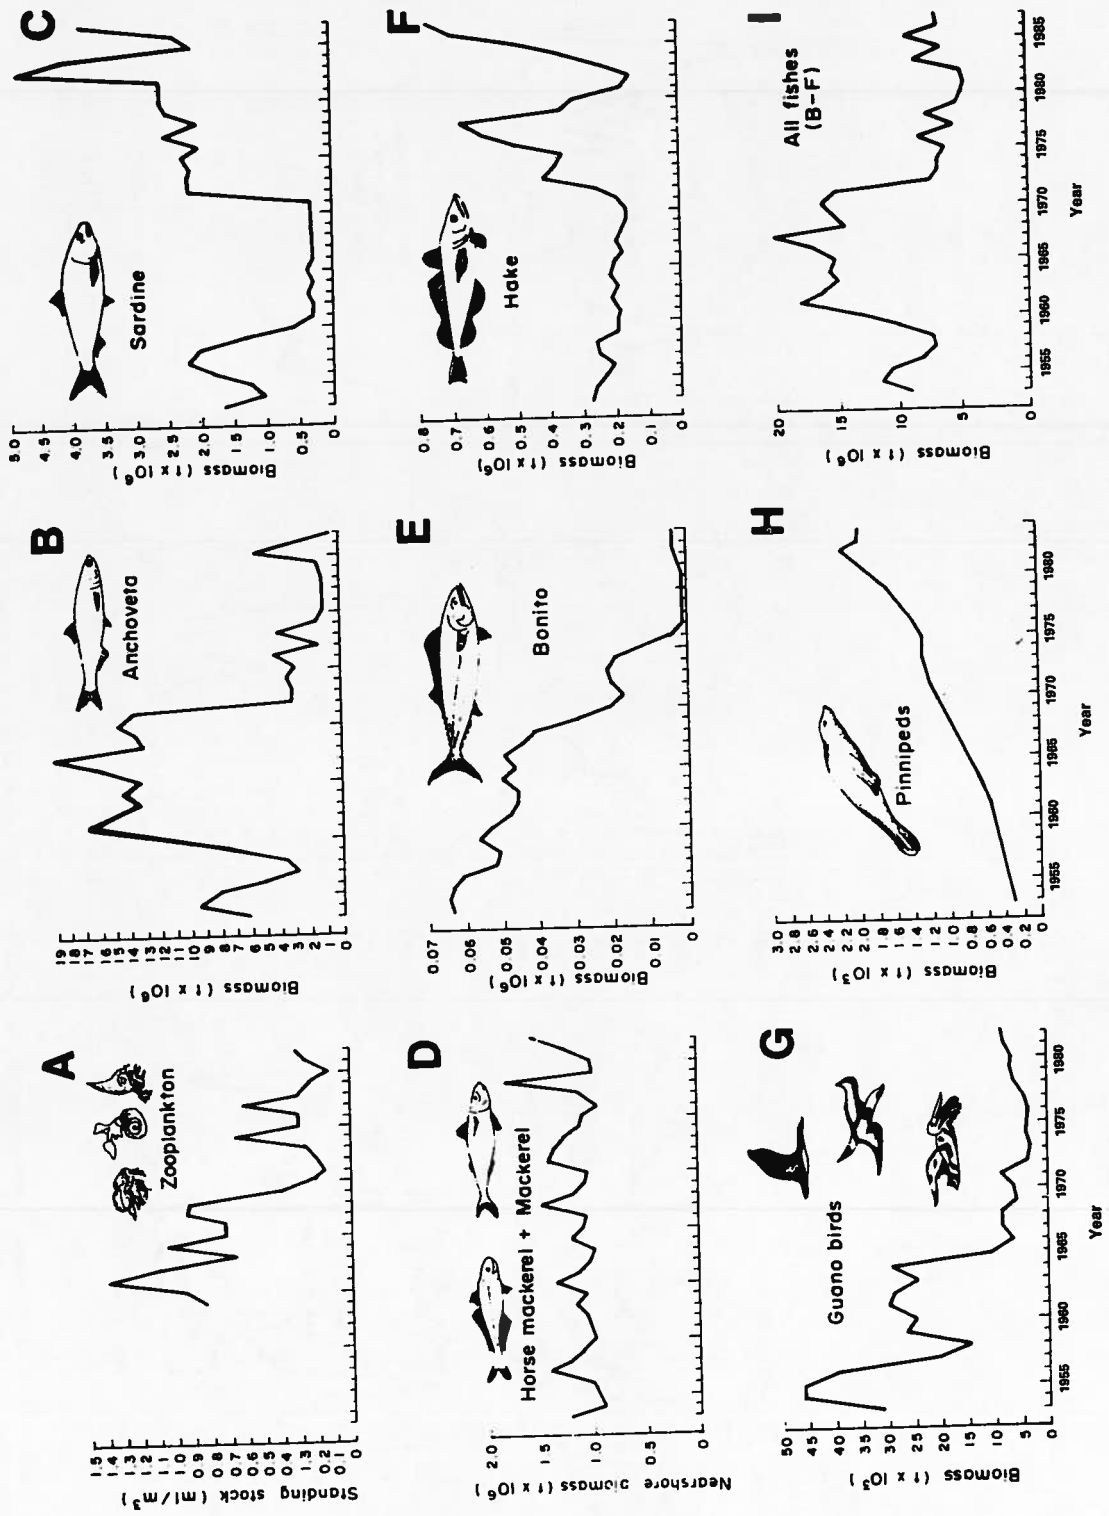 A
Zooplankton
Standing stock (ml/m³)
1.5
1.4
1.3
1.2
1.1
1.0
0.9
0.8
0.7
0.6
0.5
0.4
1.3
0.2
0.1
0
B
Anchoveta
Biomass (t x 10⁶)
19
18
17
16
15
14
13
12
11
10
9
8
7
6
5
4
3
2
1
0
C
Sardine
Biomass (t x 10⁶)
5.0
4.5
4.0
3.5
3.0
2.5
2.0
1.5
1.0
0.5
0
D
Horse mackerel + Mackerel
Nearshore biomass (t x 10⁶)
2.0
1.5
1.0
0.5
0
E
Bonito
Biomass (t x 10⁶)
0.07
0.06
0.05
0.04
0.03
0.02
0.01
0
F
Hake
Biomass (t x 10⁶)
0.8
0.7
0.6
0.5
0.4
0.3
0.2
0.1
0
G
Guano birds
Biomass (t x 10³)
50
45
40
35
30
25
20
15
10
5
0
1955 1960 1965 1970 1975 1980
Year
H
Pinnipeds
Biomass (t x 10³)
3.0
2.8
2.6
2.4
2.2
2.0
1.8
1.6
1.4
1.2
1.0
0.8
0.6
0.4
0.2
0
1955 1960 1965 1970 1975 1980
Year
I
All fishes
(B-F)
Biomass (t x 10⁶)
20
15
10
5
0
1955 1960 1965 1970 1975 1980 1985
Year